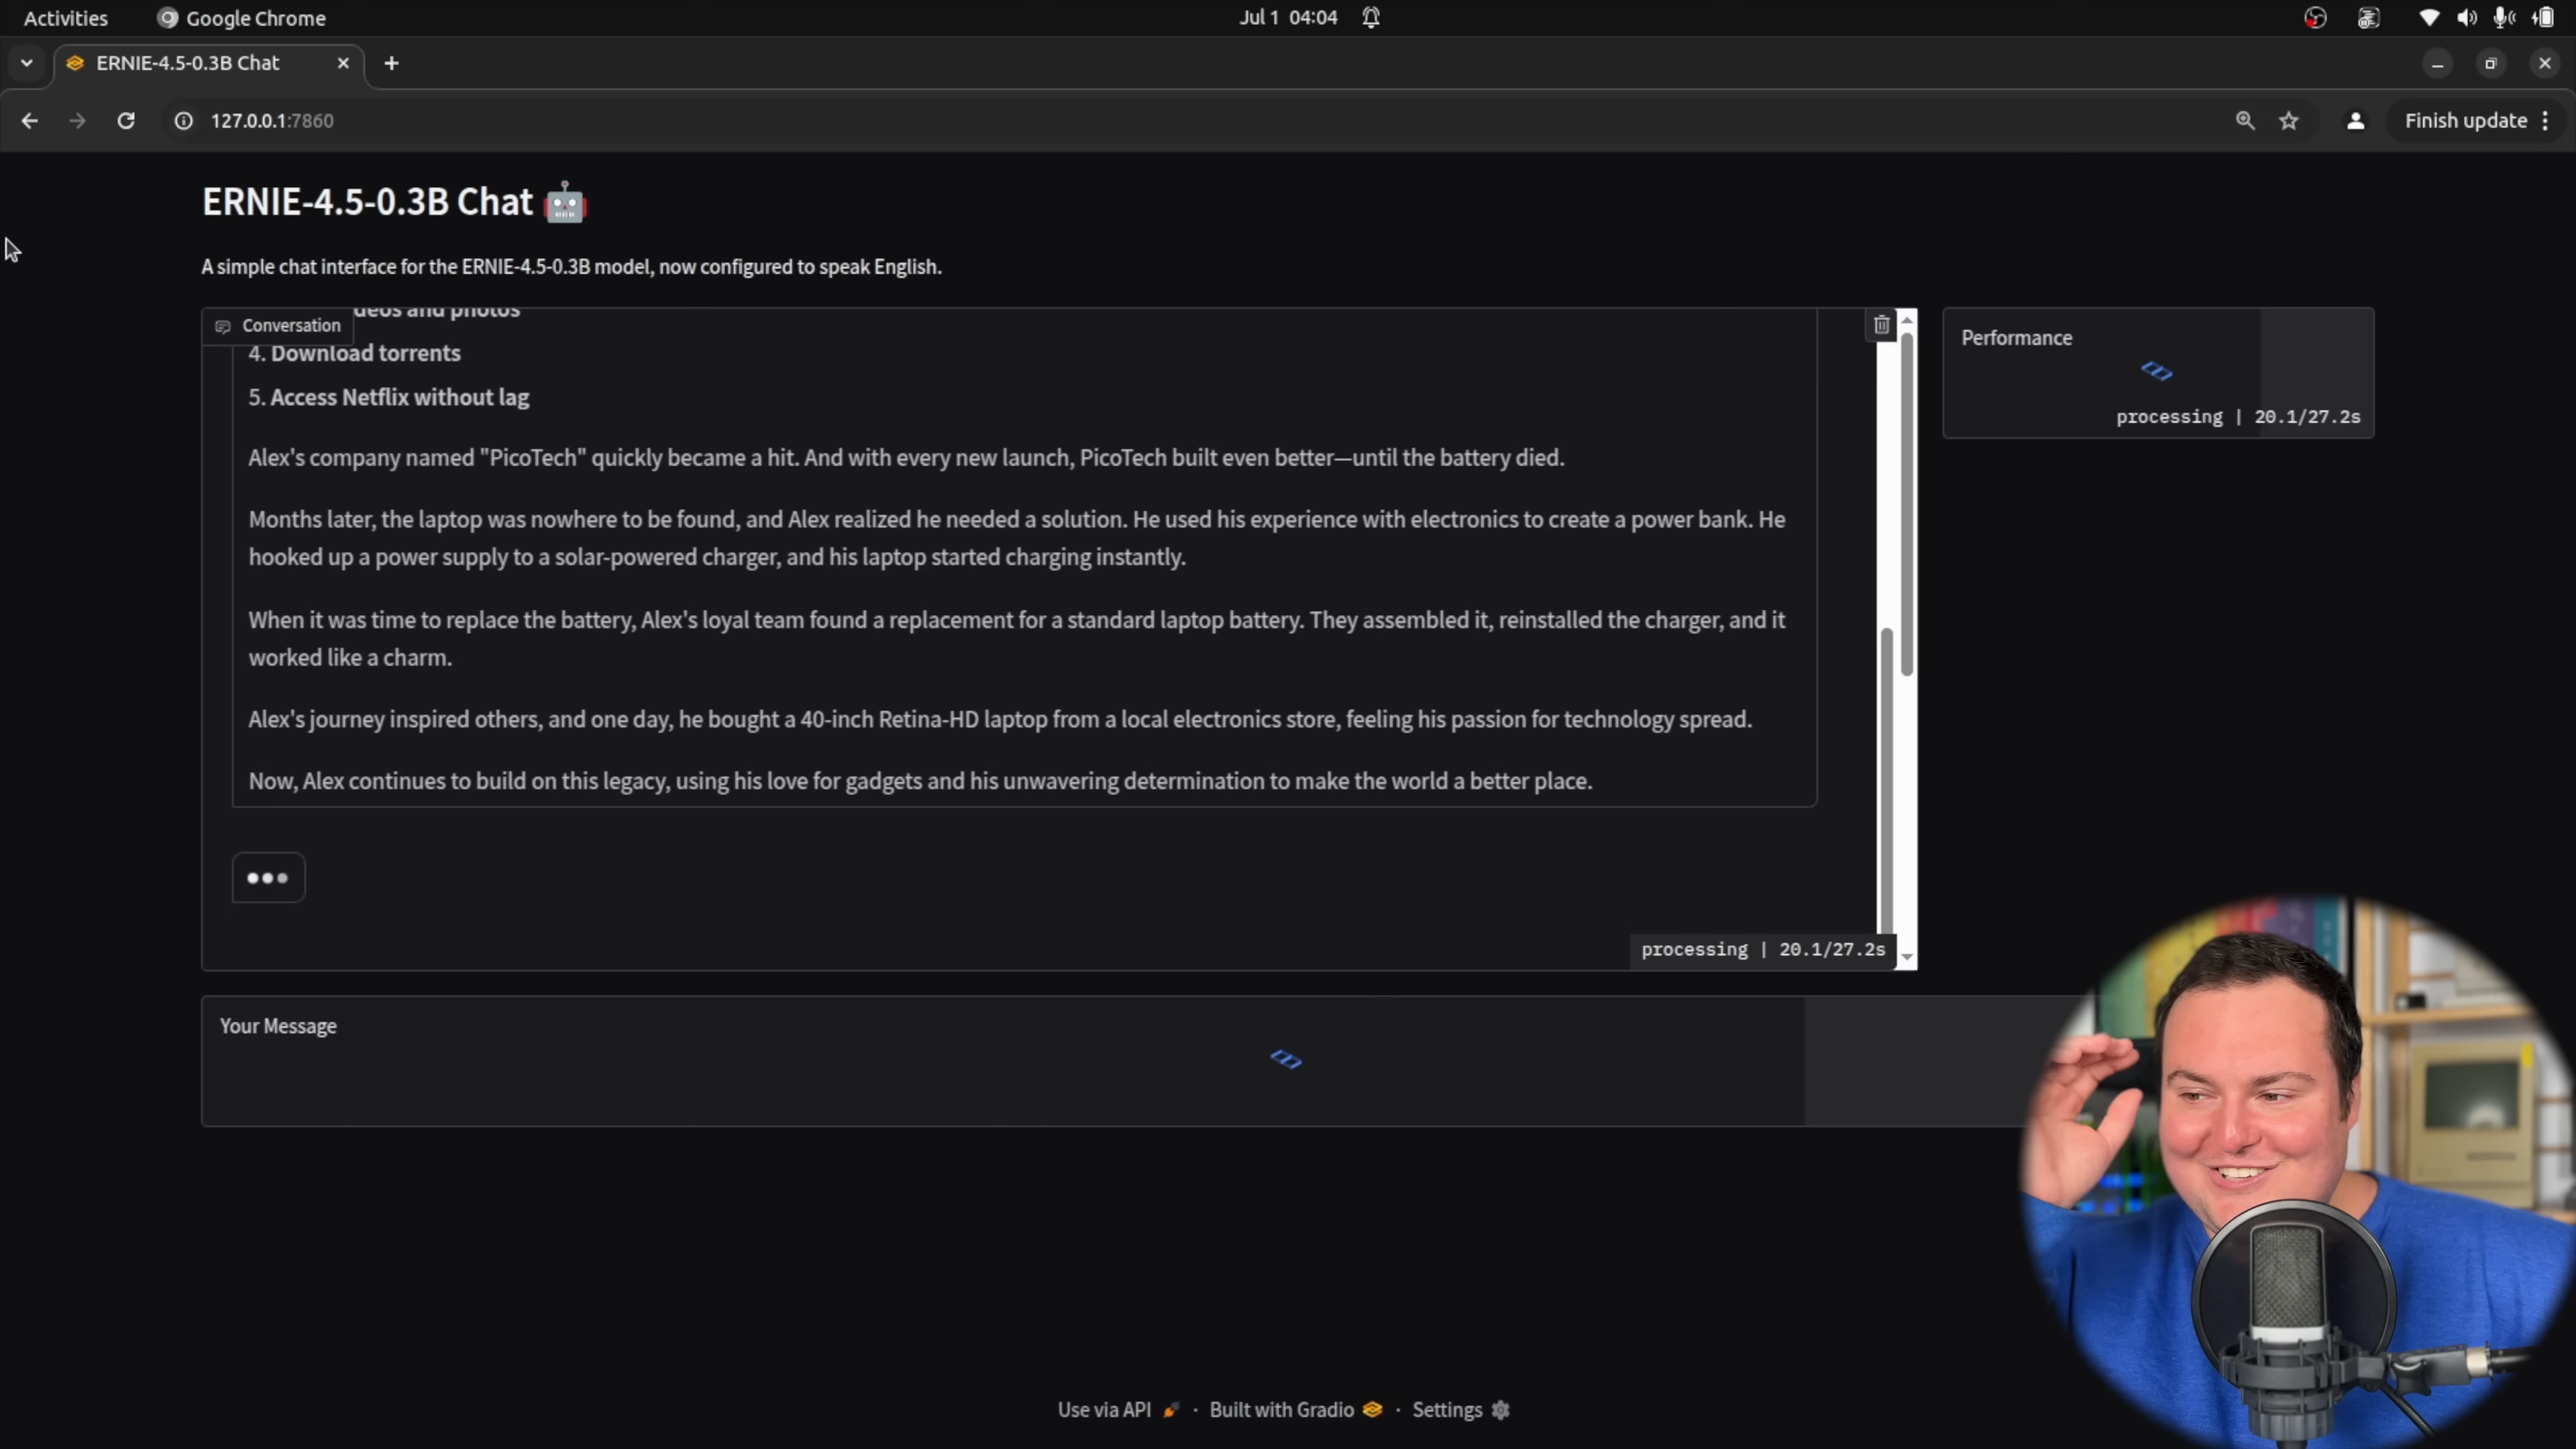 Activities Google Chrome Jul 1 04:04
ERNIE-4.5-0.3B Chat
127.0.0.1:7860 Finish update
ERNIE-4.5-0.3B Chat
A simple chat interface for the ERNIE-4.5-0.3B model, now configured to speak English.
Conversation
and photos
4. Download torrents
5. Access Netflix without lag
Alex's company named "PicoTech" quickly became a hit. And with every new launch, PicoTech built even better—until the battery died.
Months later, the laptop was nowhere to be found, and Alex realized he needed a solution. He used his experience with electronics to create a power bank. He
hooked up a power supply to a solar-powered charger, and his laptop started charging instantly.
When it was time to replace the battery, Alex's loyal team found a replacement for a standard laptop battery. They assembled it, reinstalled the charger, and it
worked like a charm.
Alex's journey inspired others, and one day, he bought a 40-inch Retina-HD laptop from a local electronics store, feeling his passion for technology spread.
Now, Alex continues to build on this legacy, using his love for gadgets and his unwavering determination to make the world a better place.
processing | 20.1/27.2s
Performance
processing | 20.1/27.2s
Your Message
Use via API · Built with Gradio · Settings